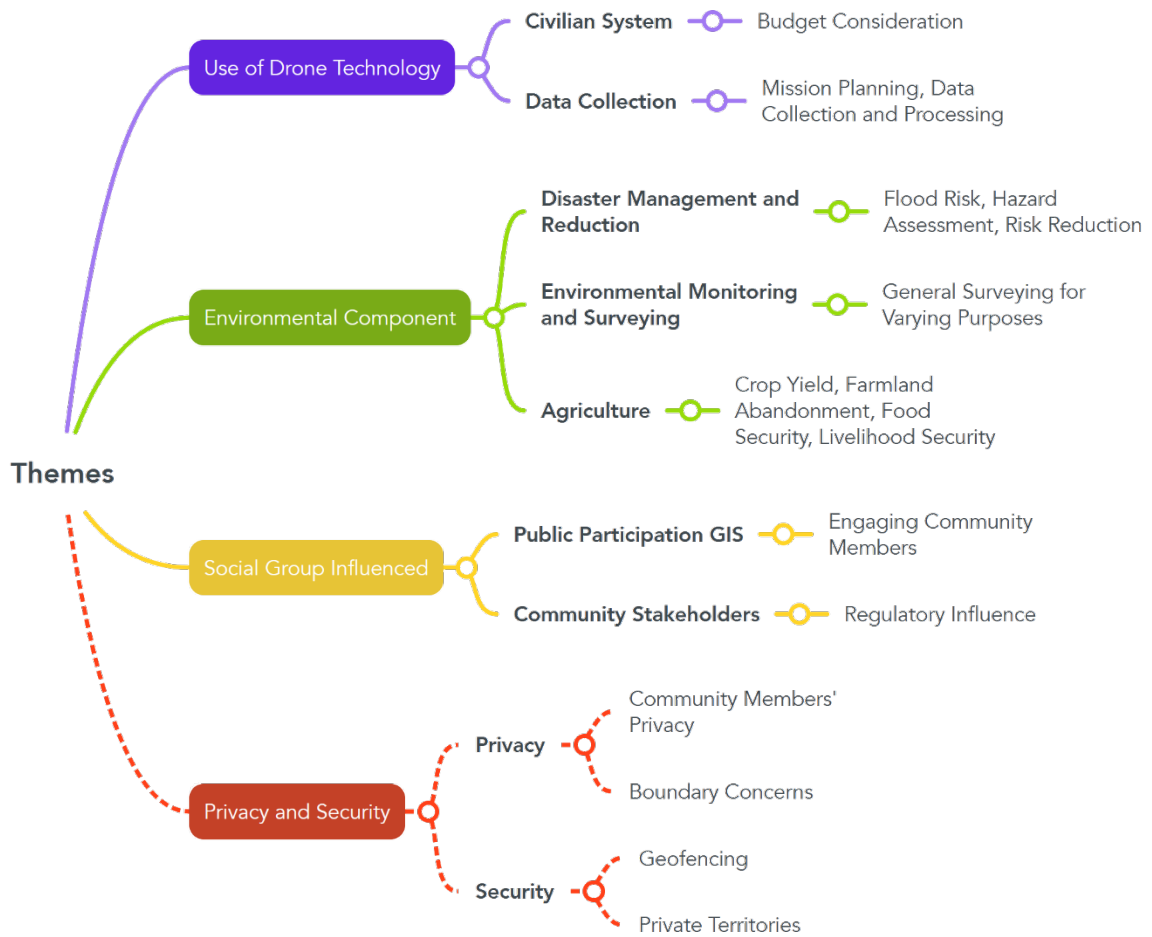 Themes
Use of Drone Technology
Civilian System
Budget Consideration
Data Collection
Mission Planning, Data
Collection and Processing
Environmental Component
Disaster Management and
Reduction
Flood Risk, Hazard
Assessment, Risk Reduction
Environmental Monitoring
and Surveying
General Surveying for
Varying Purposes
Agriculture
Crop Yield, Farmland
Abandonment, Food
Security, Livelihood Security
Social Group Influenced
Public Participation GIS
Engaging Community
Members
Community Stakeholders
Regulatory Influence
Privacy and Security
Privacy
Community Members'
Privacy
Boundary Concerns
Security
Geofencing
Private Territories